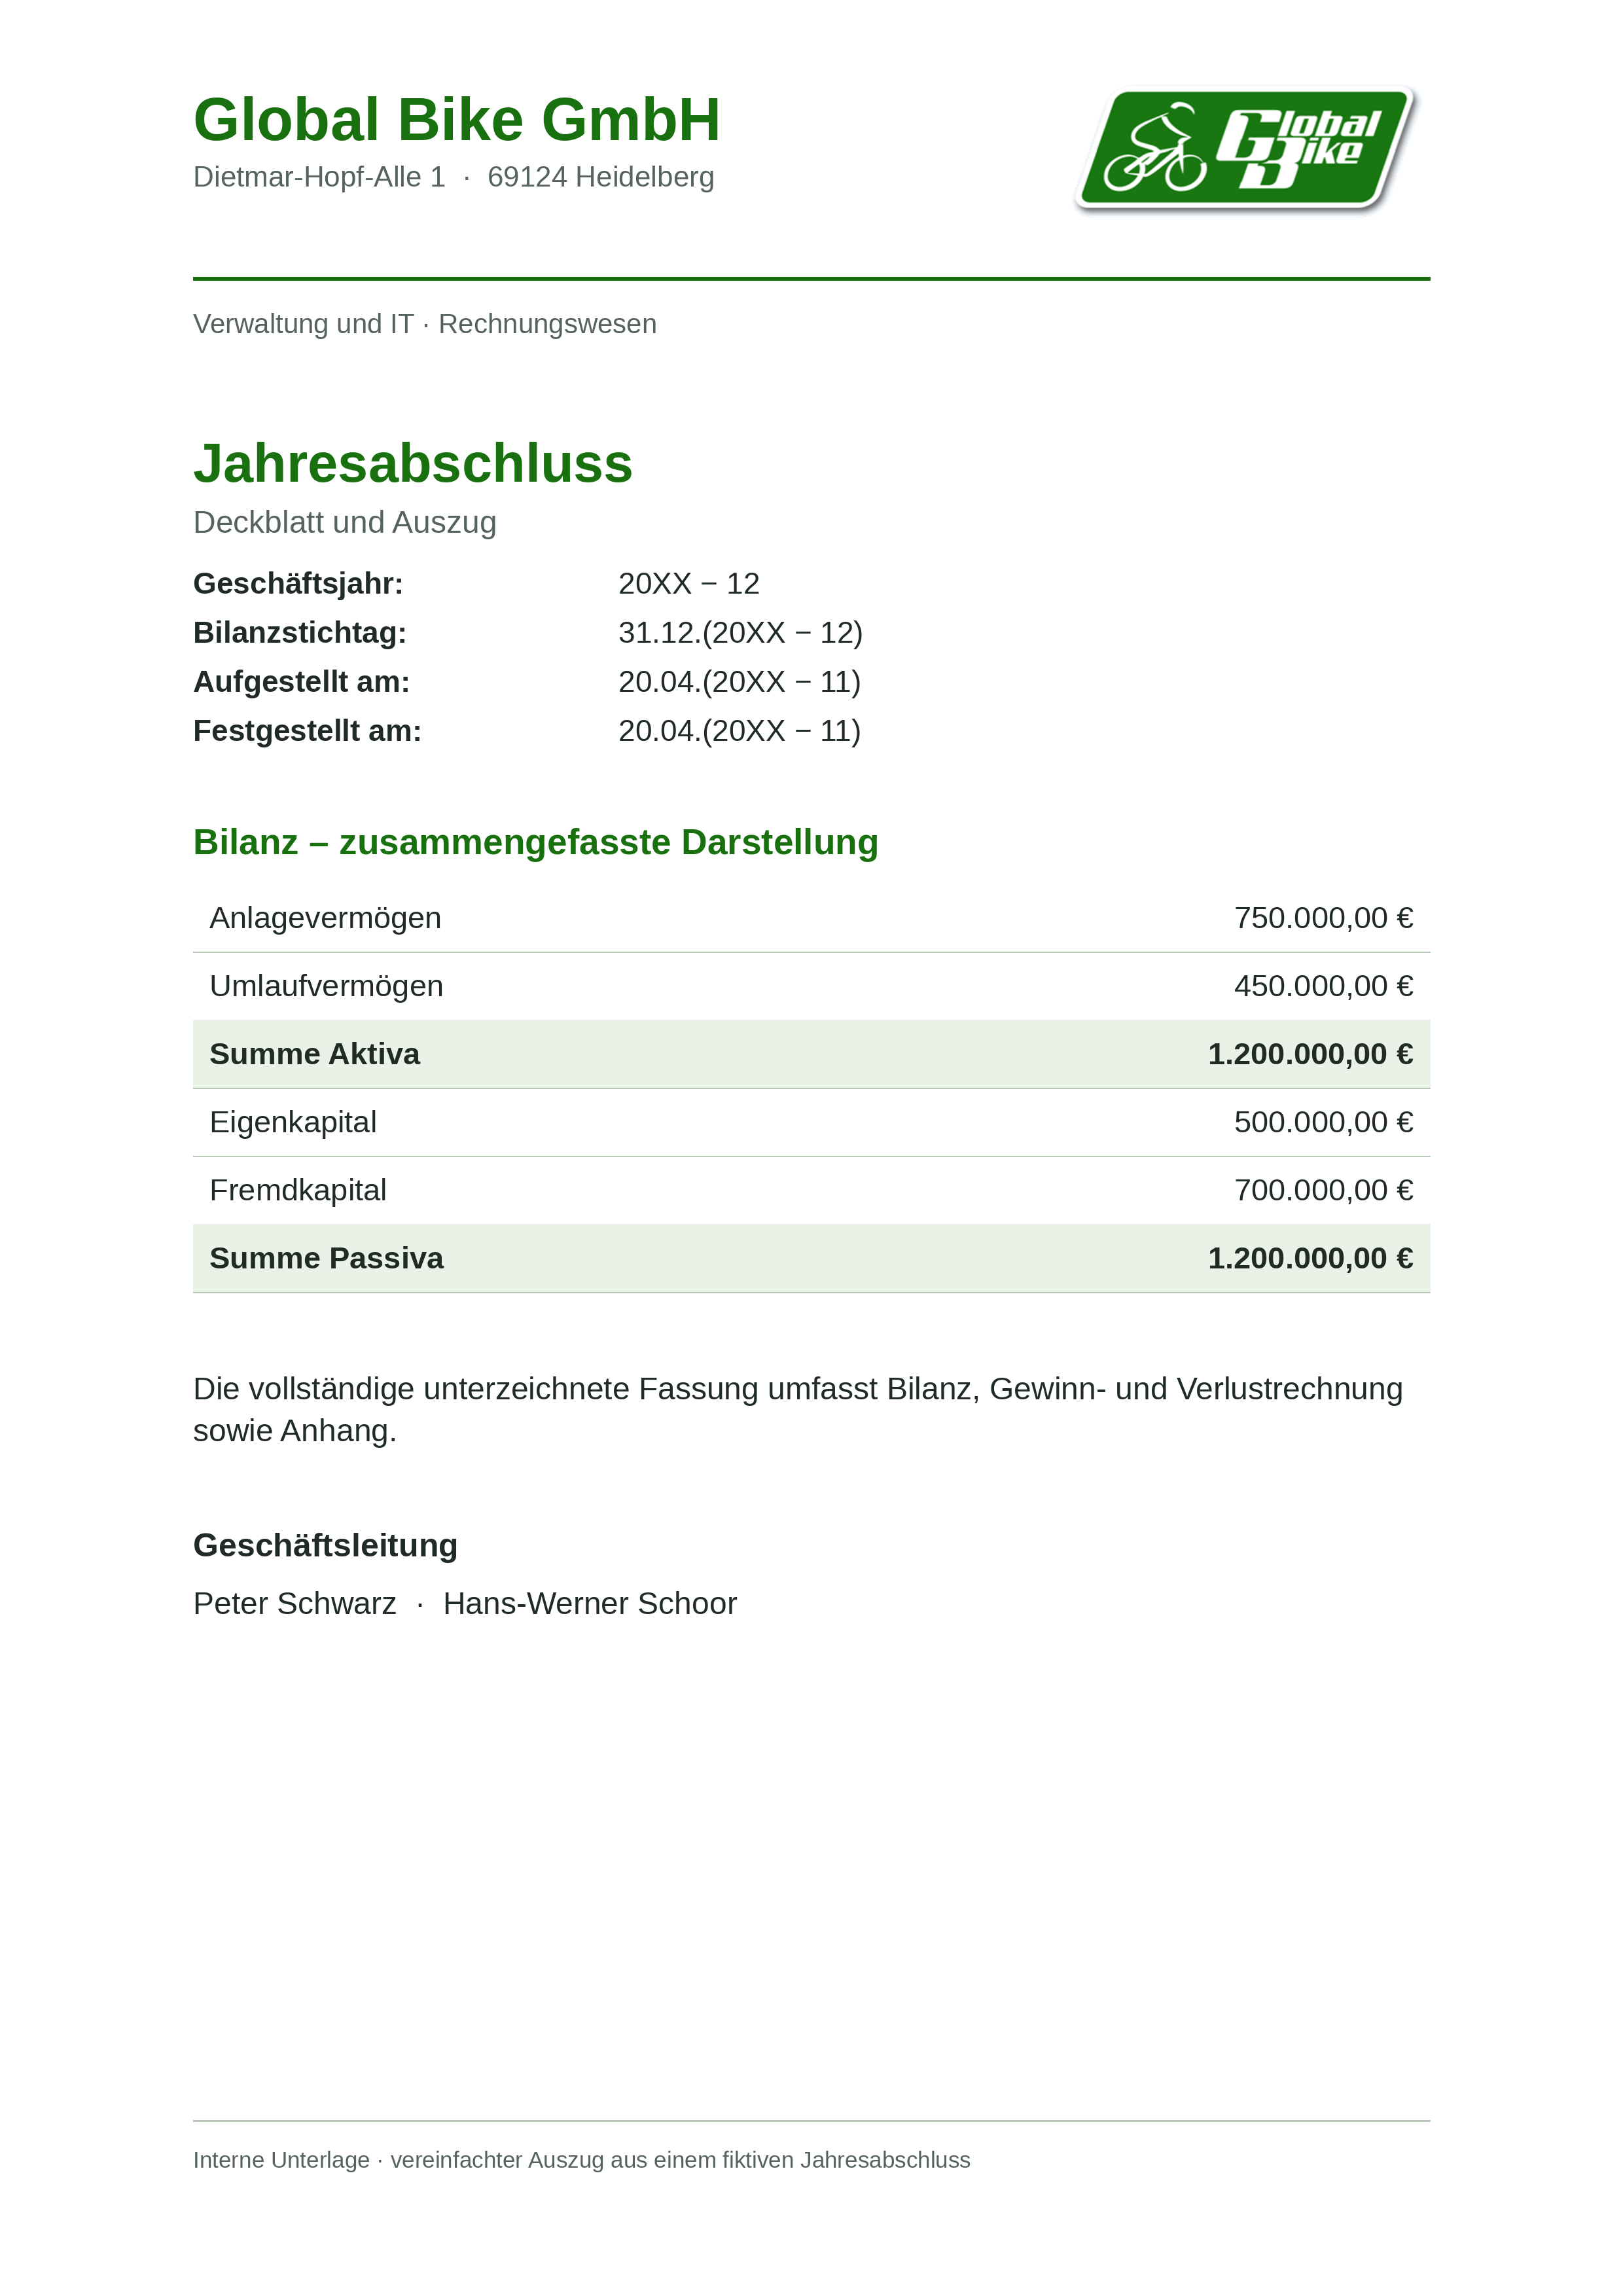 Global Bike GmbH
Dietmar-Hopf-Alle 1 · 69124 Heidelberg
Global Bike
Verwaltung und IT · Rechnungswesen
Jahresabschluss
Deckblatt und Auszug
Geschäftsjahr: 20XX − 12
Bilanzstichtag: 31.12.(20XX − 12)
Aufgestellt am: 20.04.(20XX − 11)
Festgestellt am: 20.04.(20XX − 11)
Bilanz – zusammengefasste Darstellung
Anlagevermögen 750.000,00 €
Umlaufvermögen 450.000,00 €
Summe Aktiva 1.200.000,00 €
Eigenkapital 500.000,00 €
Fremdkapital 700.000,00 €
Summe Passiva 1.200.000,00 €
Die vollständige unterzeichnete Fassung umfasst Bilanz, Gewinn- und Verlustrechnung
sowie Anhang.
Geschäftsleitung
Peter Schwarz · Hans-Werner Schoor
Interne Unterlage · vereinfachter Auszug aus einem fiktiven Jahresabschluss